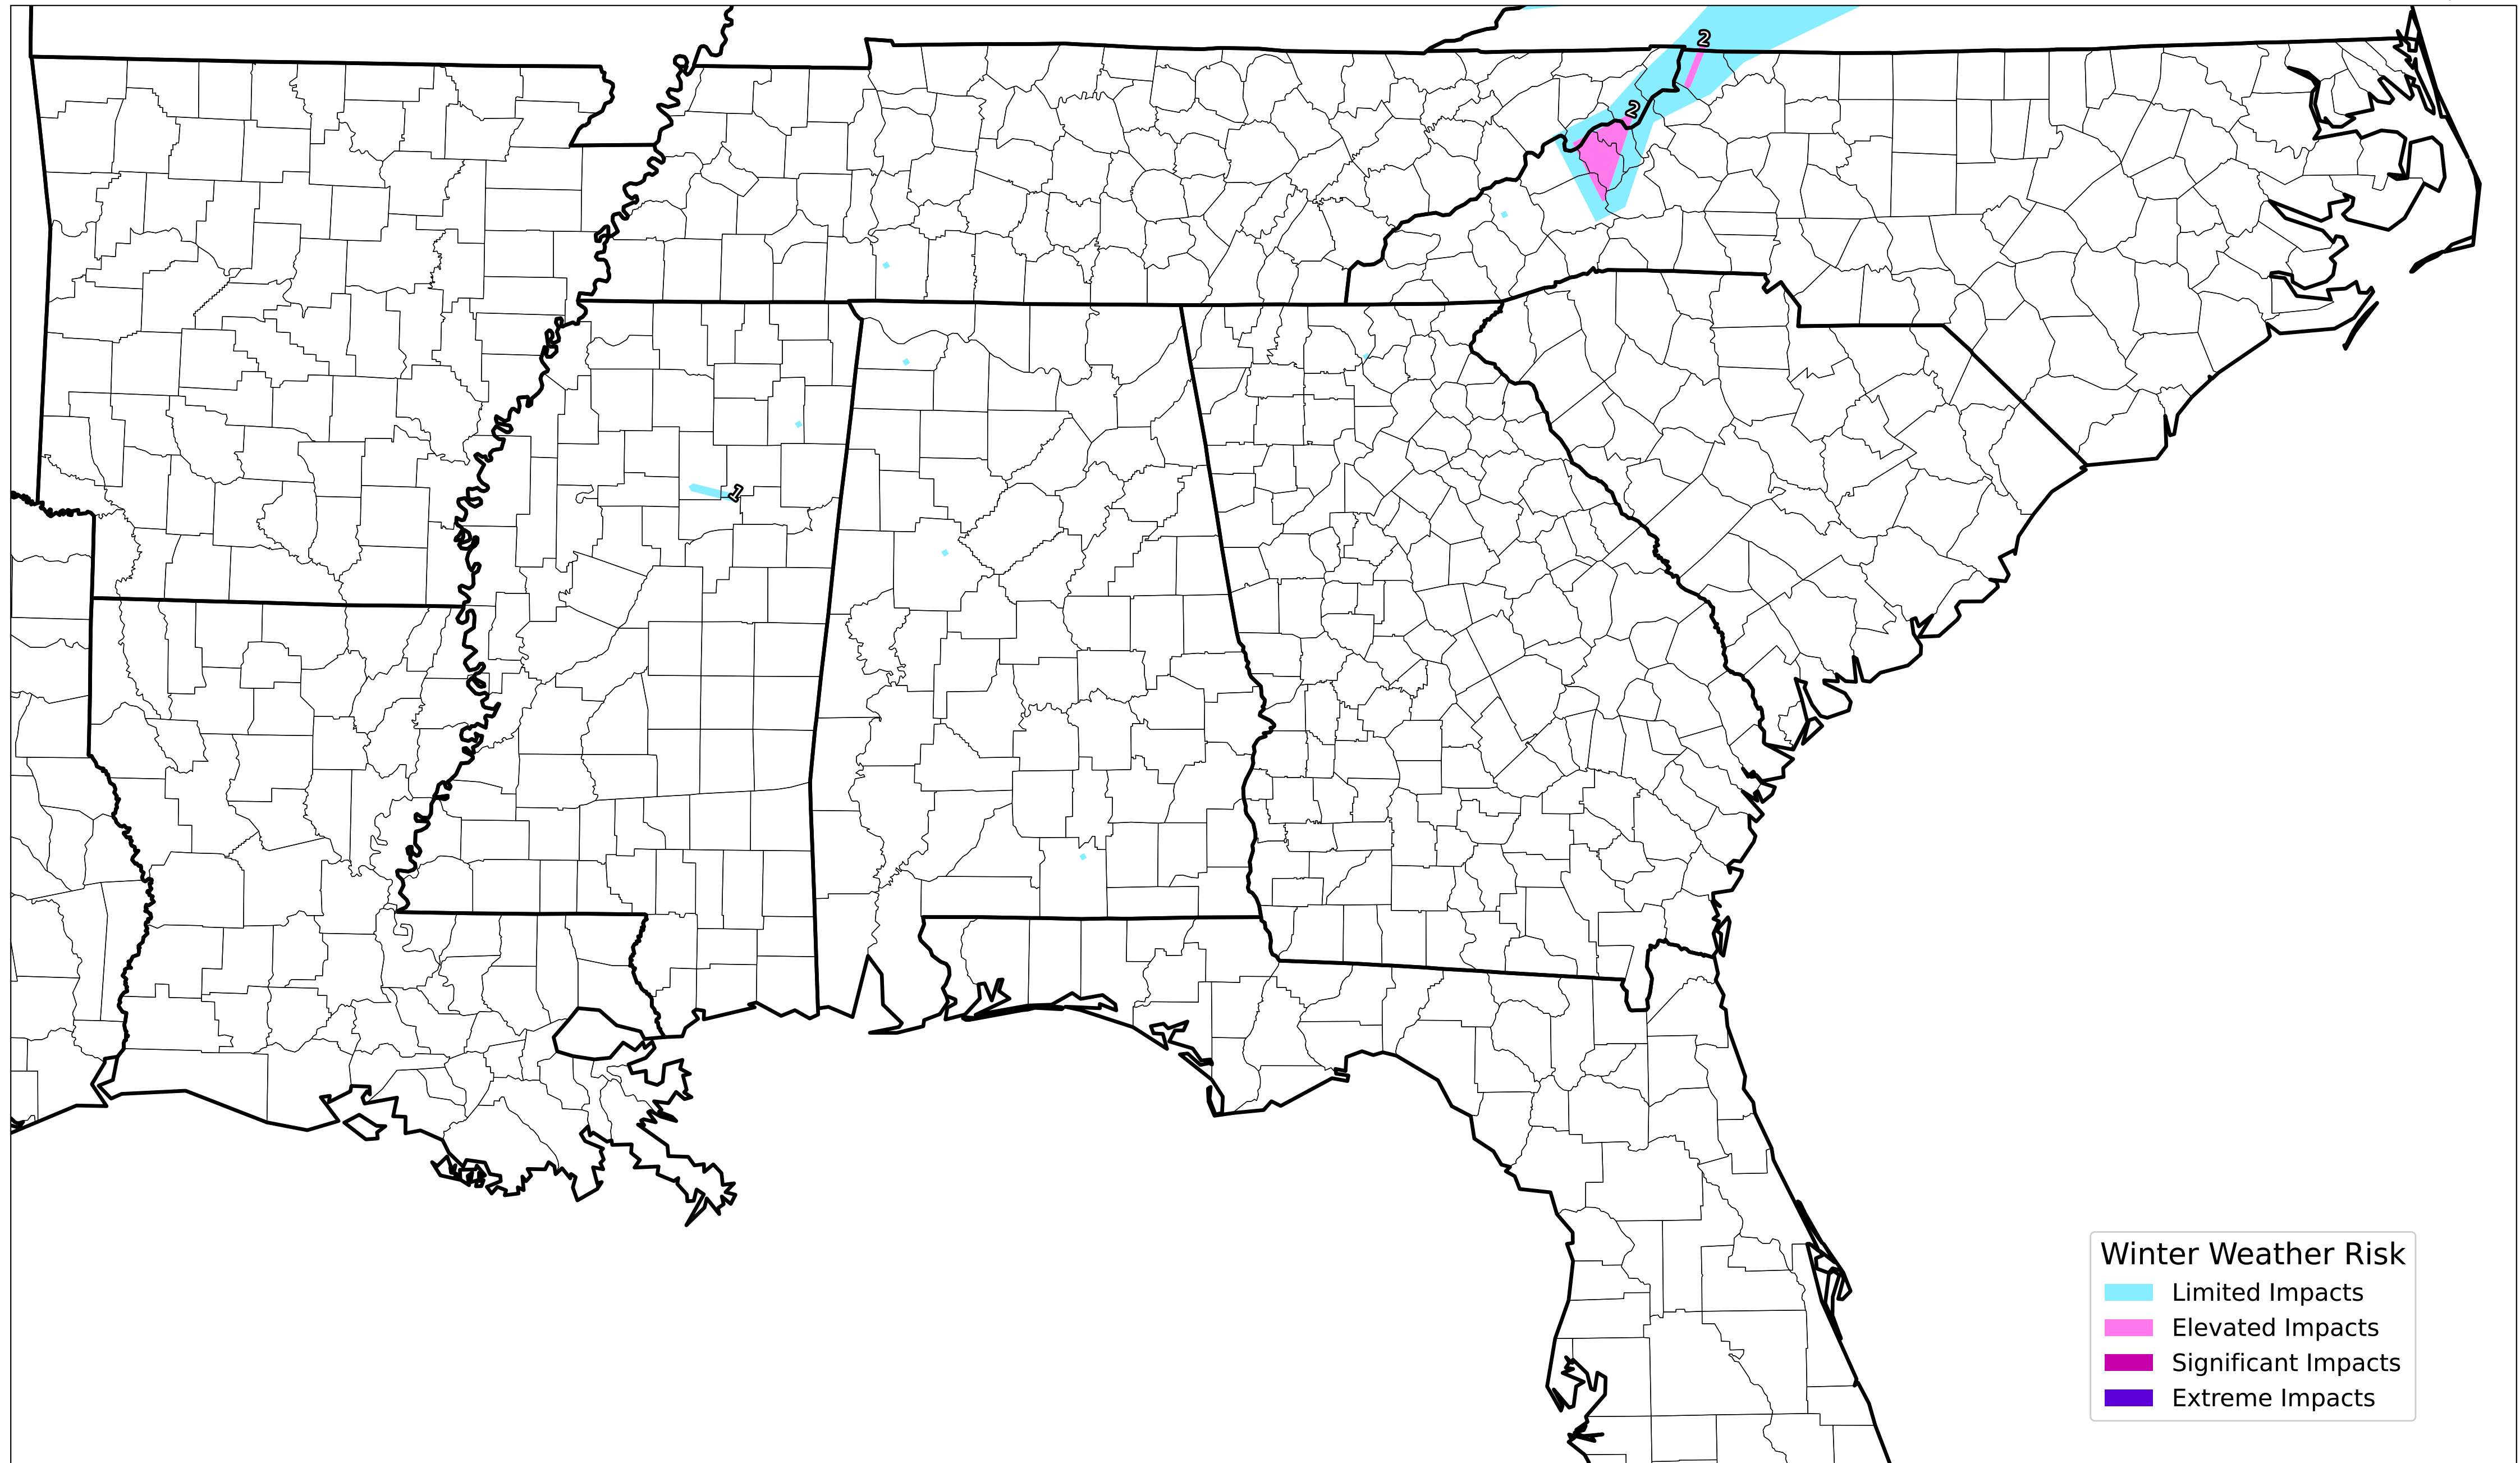 2
2
1
Winter Weather Risk
Limited Impacts
Elevated Impacts
Significant Impacts
Extreme Impacts